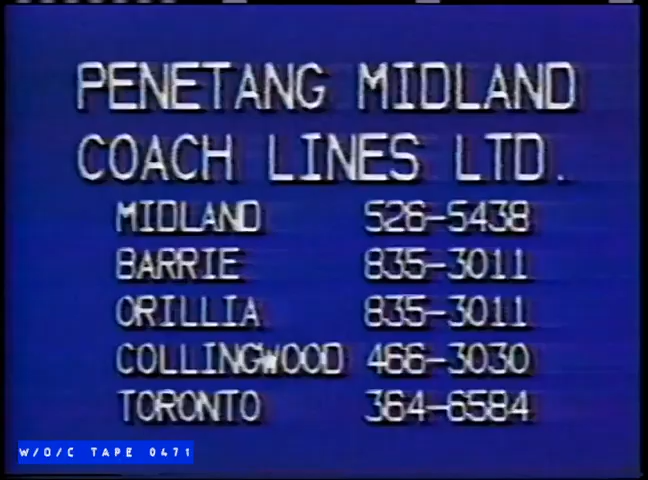 PENETANG MIDLAND
COACH LINES LTD.
MIDLAND 526-5438
BARRIE 835-3011
ORILLIA 835-3011
COLLINGWOOD 466-3030
TORONTO 364-6584
W/O/C TAPE 0471